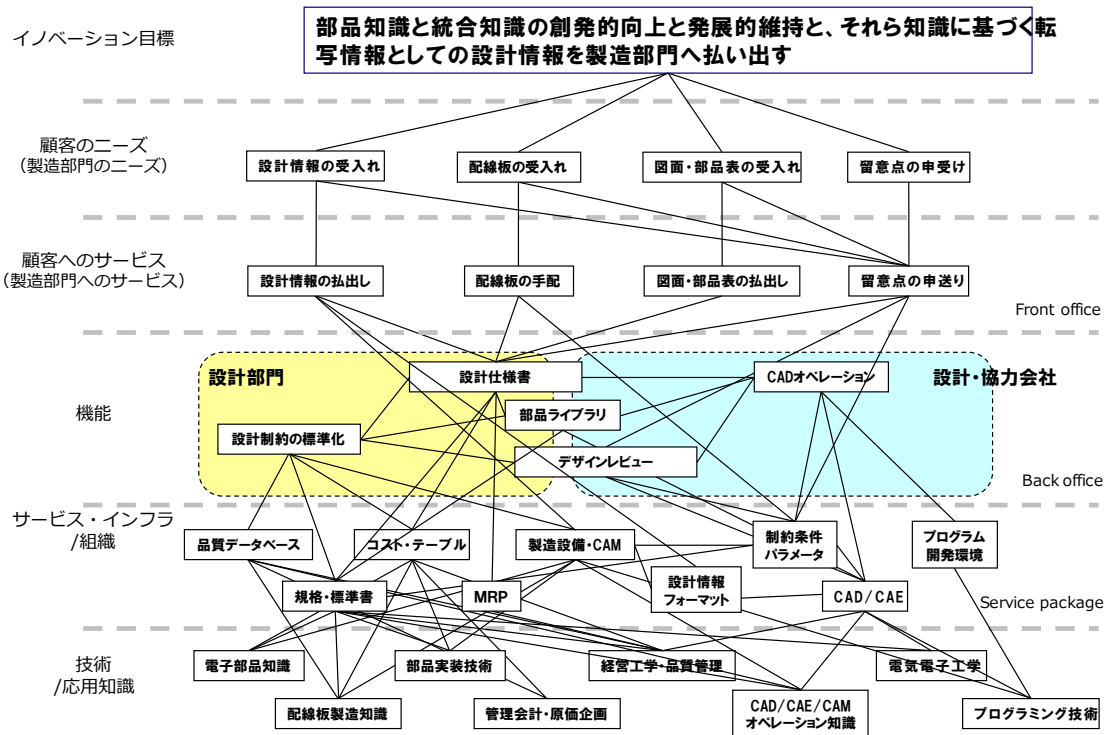 イノベーション目標
部品知識と統合知識の創発的向上と発展的維持と、それら知識に基づく転
写情報としての設計情報を製造部門へ払い出す
顧客のニーズ
（製造部門のニーズ）
設計情報の受入れ
配線板の受入れ
図面・部品表の受入れ
留意点の申受け
顧客へのサービス
（製造部門へのサービス）
設計情報の払出し
配線板の手配
図面・部品表の払出し
留意点の申送り
Front office
機能
設計部門
設計仕様書
CADオペレーション
設計・協力会社
部品ライブラリ
設計制約の標準化
デザインレビュー
Back office
サービス・インフラ
/組織
品質データベース
コスト・テーブル
製造設備・CAM
制約条件
パラメータ
プログラム
開発環境
規格・標準書
MRP
設計情報
フォーマット
CAD/CAE
Service package
技術
/応用知識
電子部品知識
部品実装技術
経営工学・品質管理
電気電子工学
配線板製造知識
管理会計・原価企画
CAD/CAE/CAM
オペレーション知識
プログラミング技術